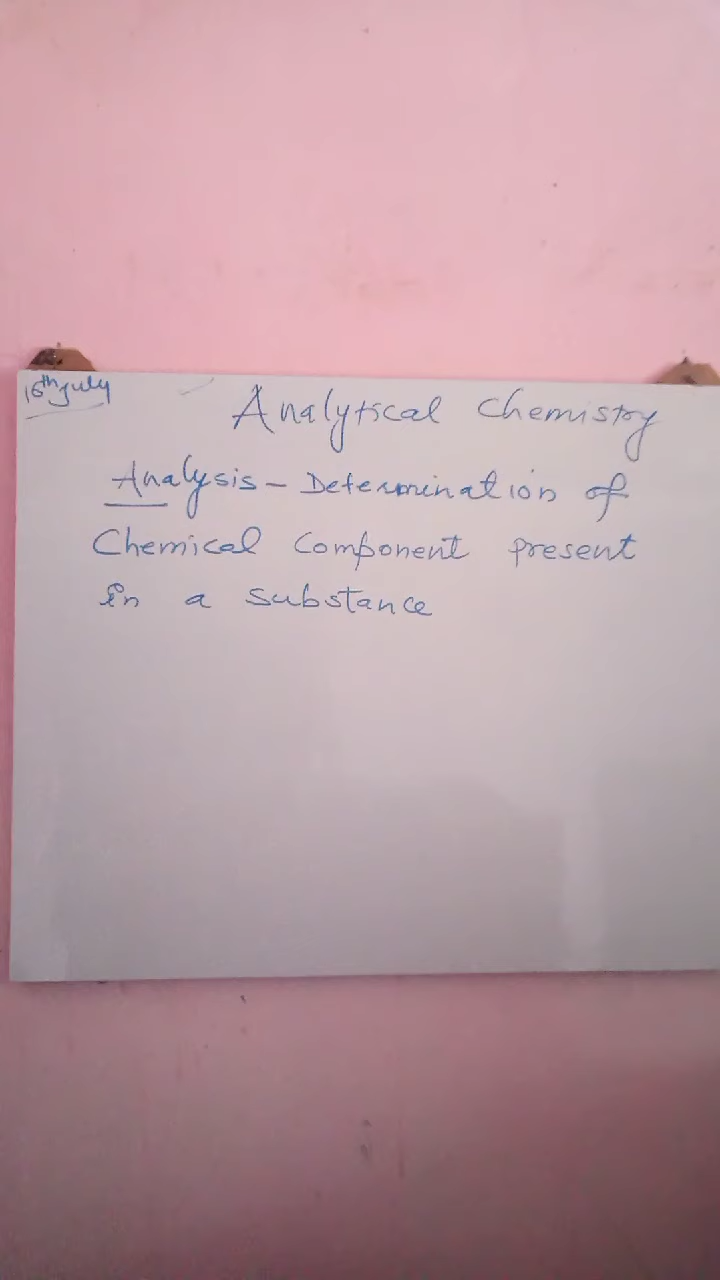 16th July
Analytical Chemistry
Analysis - Determination of
Chemical Component present
in a substance